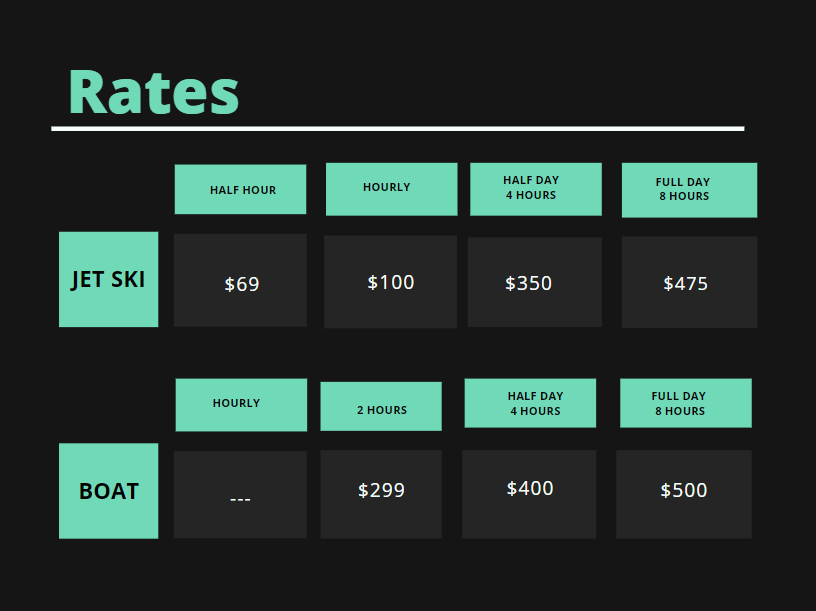 Rates
HALF HOUR
HOURLY
HALF DAY
4 HOURS
FULL DAY
8 HOURS
JET SKI
$69
$100
$350
$475
HOURLY
2 HOURS
HALF DAY
4 HOURS
FULL DAY
8 HOURS
BOAT
---
$299
$400
$500